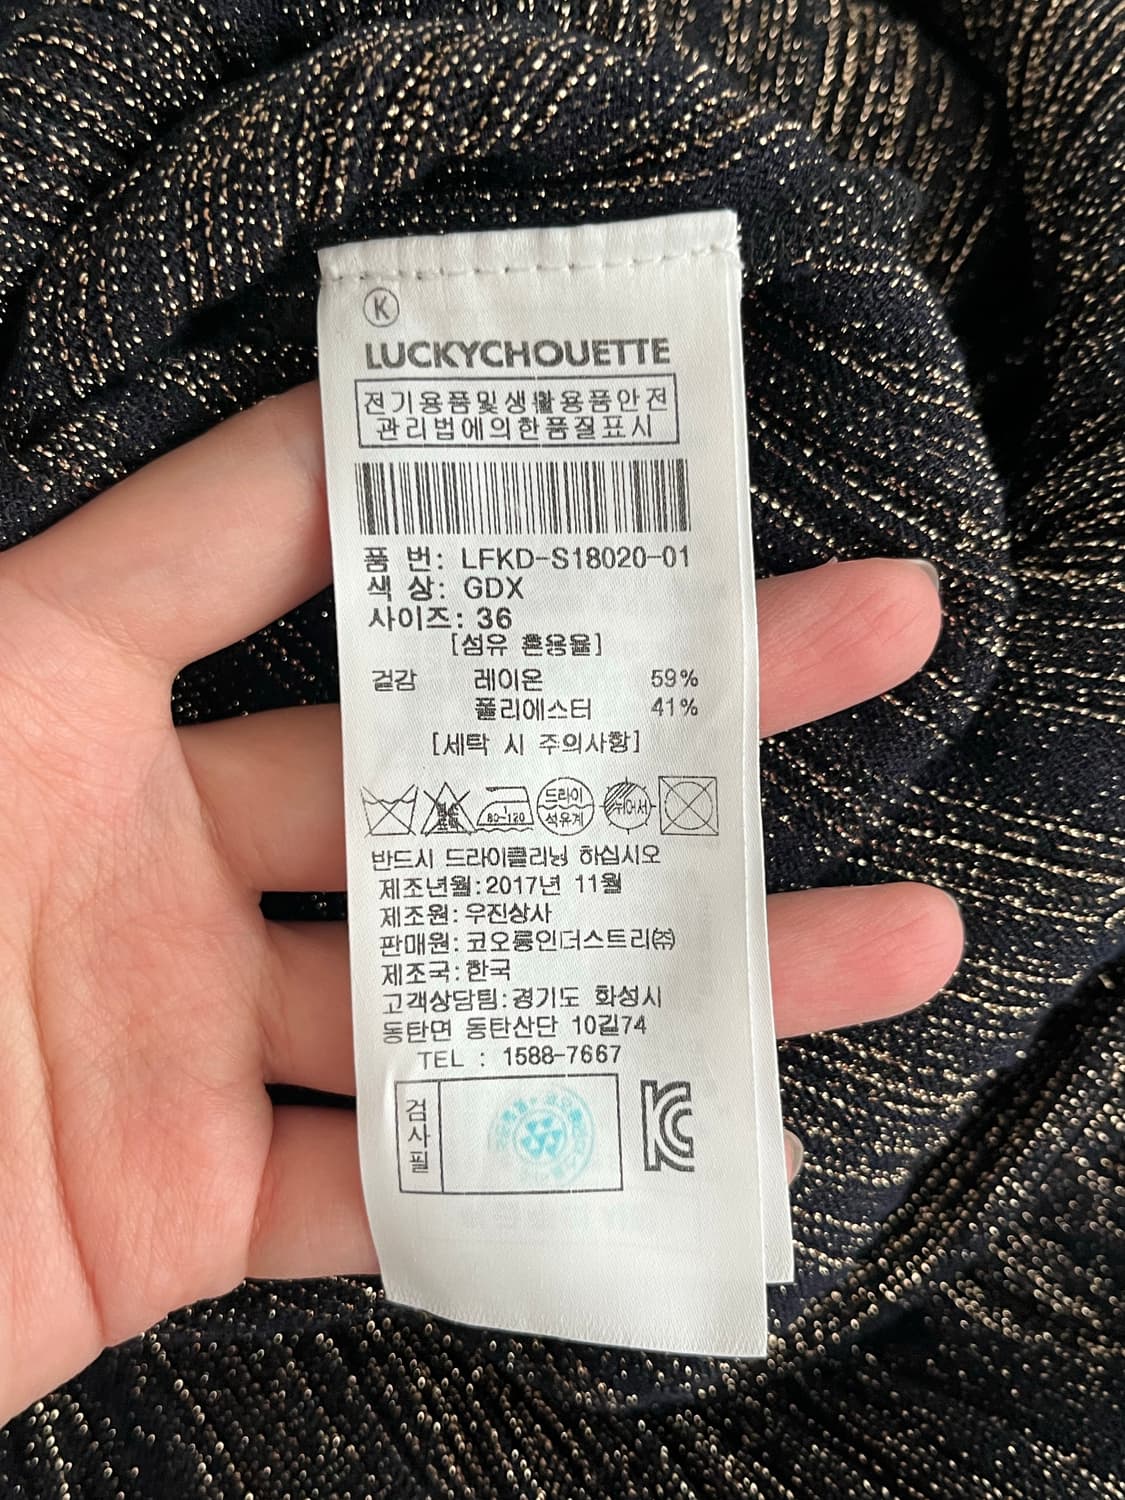 K
LUCKYCHOUETTE
전기용품및생활용품안전
관리법에의한품질표시
품 번: LFKD-S18020-01
색 상: GDX
사이즈: 36
[섬유 혼용율]
겉감 레이온 59%
폴리에스터 41%
[세탁 시 주의사항]
80~120
드라이
석유계
뉘어서
반드시 드라이클리닝 하십시오
제조년월:2017년 11월
제조원:우진상사
판매원:코오롱인더스트리㈜
제조국:한국
고객상담팀:경기도 화성시
동탄면 동탄산단 10길74
TEL : 1588-7667
검사필
KC